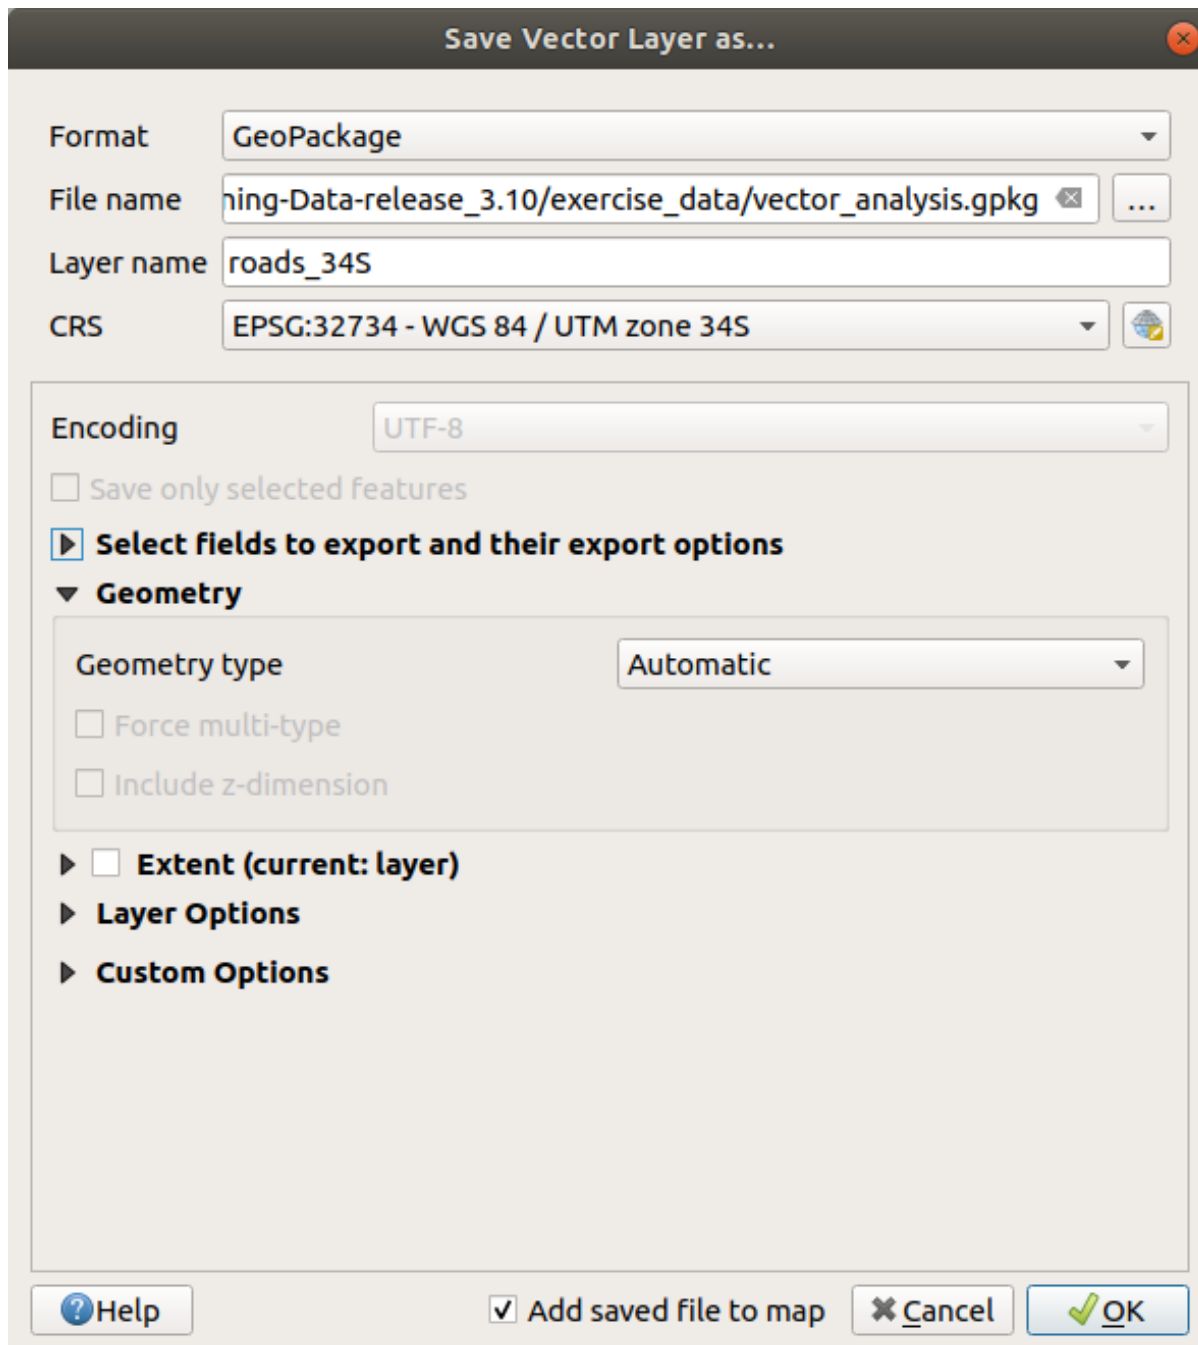 Save Vector Layer as...
Format GeoPackage
File name ning-Data-release_3.10/exercise_data/vector_analysis.gpkg ...
Layer name roads_34S
CRS EPSG:32734 - WGS 84 / UTM zone 34S
Encoding UTF-8
Save only selected features
Select fields to export and their export options
Geometry
Geometry type Automatic
Force multi-type
Include z-dimension
Extent (current: layer)
Layer Options
Custom Options
Help Add saved file to map Cancel OK